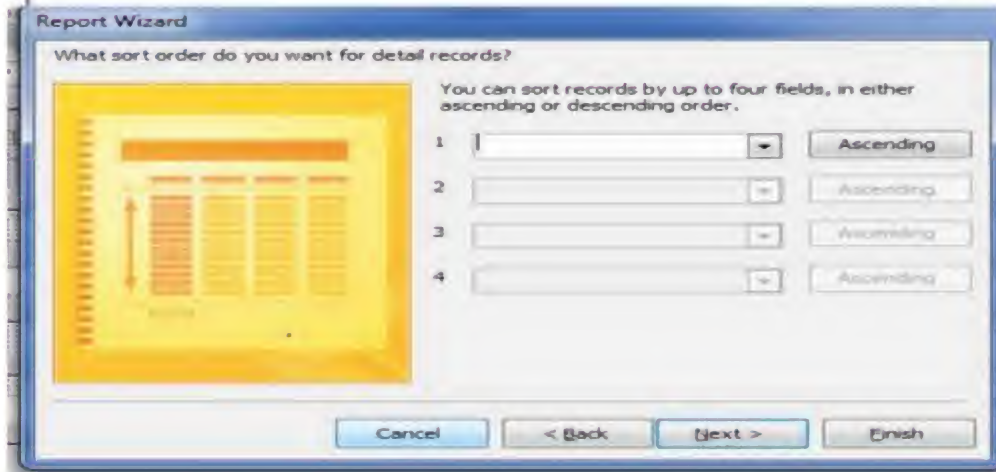 Report Wizard
What sort order do you want for detail records?
You can sort records by up to four fields, in either
ascending or descending order.
1 Ascending
2 Ascending
3 Ascending
4 Ascending
Cancel < Back Next > Finish